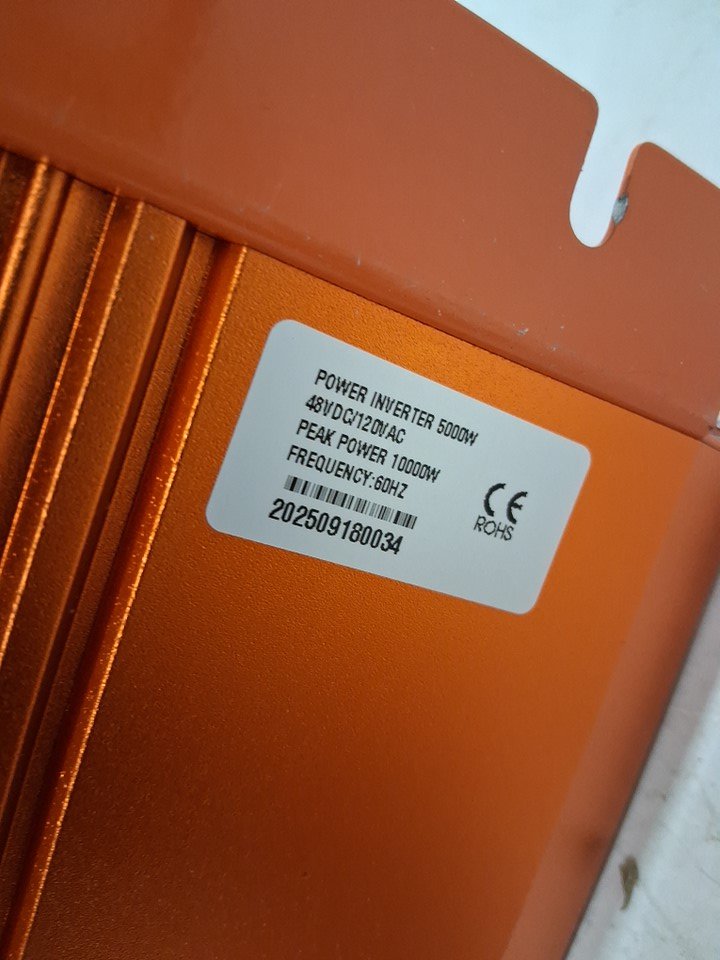 POWER INVERTER 5000W
48VDC/120VAC
PEAK POWER 10000W
FREQUENCY:60HZ
202509180034
CE
ROHS